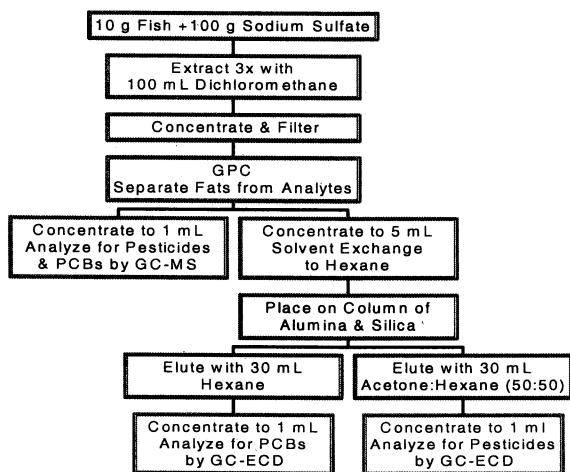 10 g Fish +100 g Sodium Sulfate
Extract 3x with
100 mL Dichloromethane
Concentrate & Filter
GPC
Separate Fats from Analytes
Concentrate to 1 mL
Analyze for Pesticides
& PCBs by GC-MS
Concentrate to 5 mL
Solvent Exchange
to Hexane
Place on Column of
Alumina & Silica
Elute with 30 mL
Hexane
Elute with 30 mL
Acetone:Hexane (50:50)
Concentrate to 1 mL
Analyze for PCBs
by GC-ECD
Concentrate to 1 ml
Analyze for Pesticides
by GC-ECD